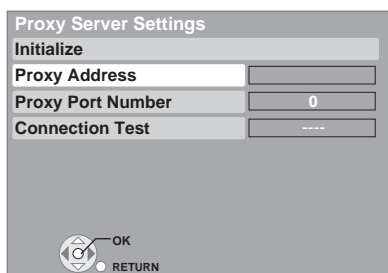 Proxy Server Settings
Initialize
Proxy Address
Proxy Port Number 0
Connection Test ----
OK
RETURN